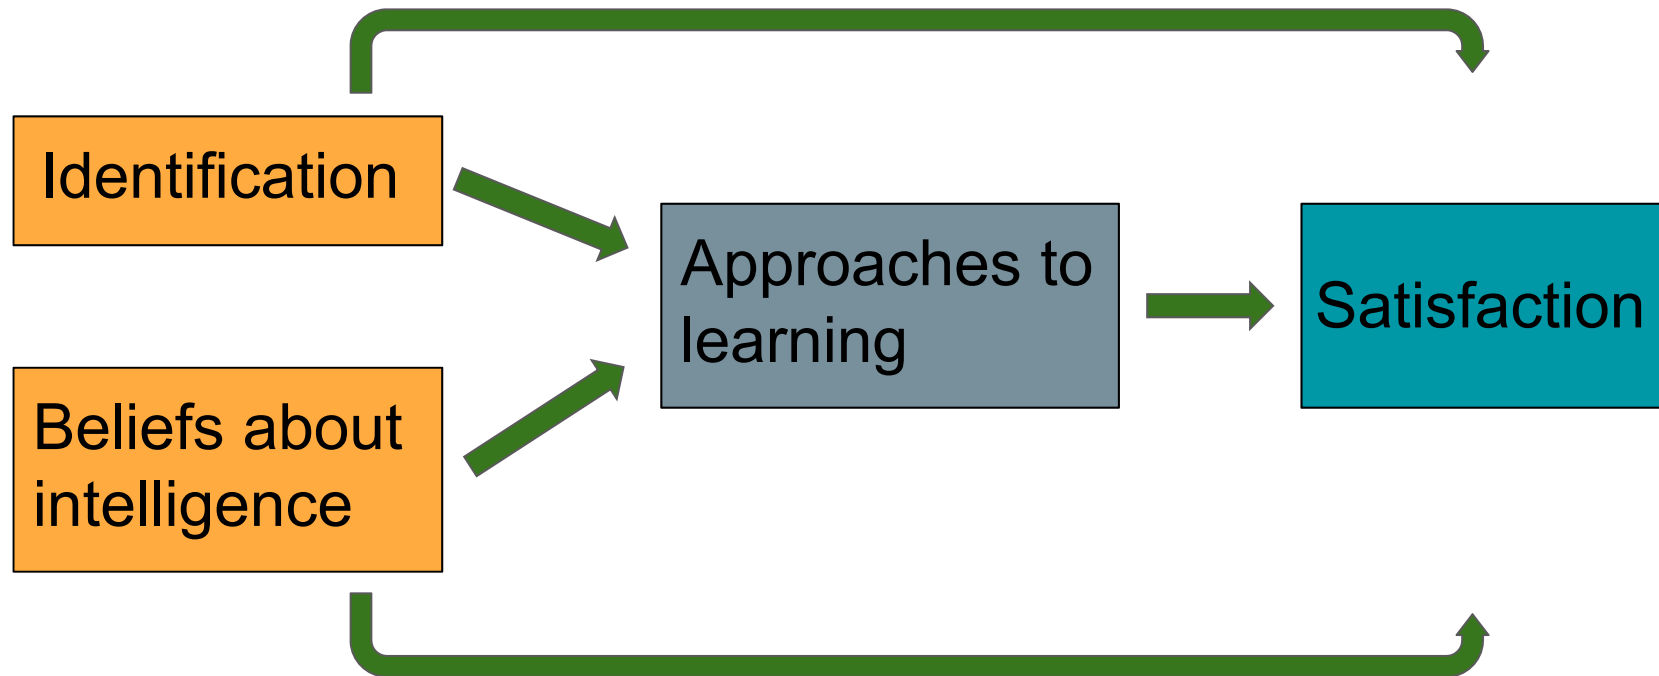 Identification
Approaches to
learning
Satisfaction
Beliefs about
intelligence